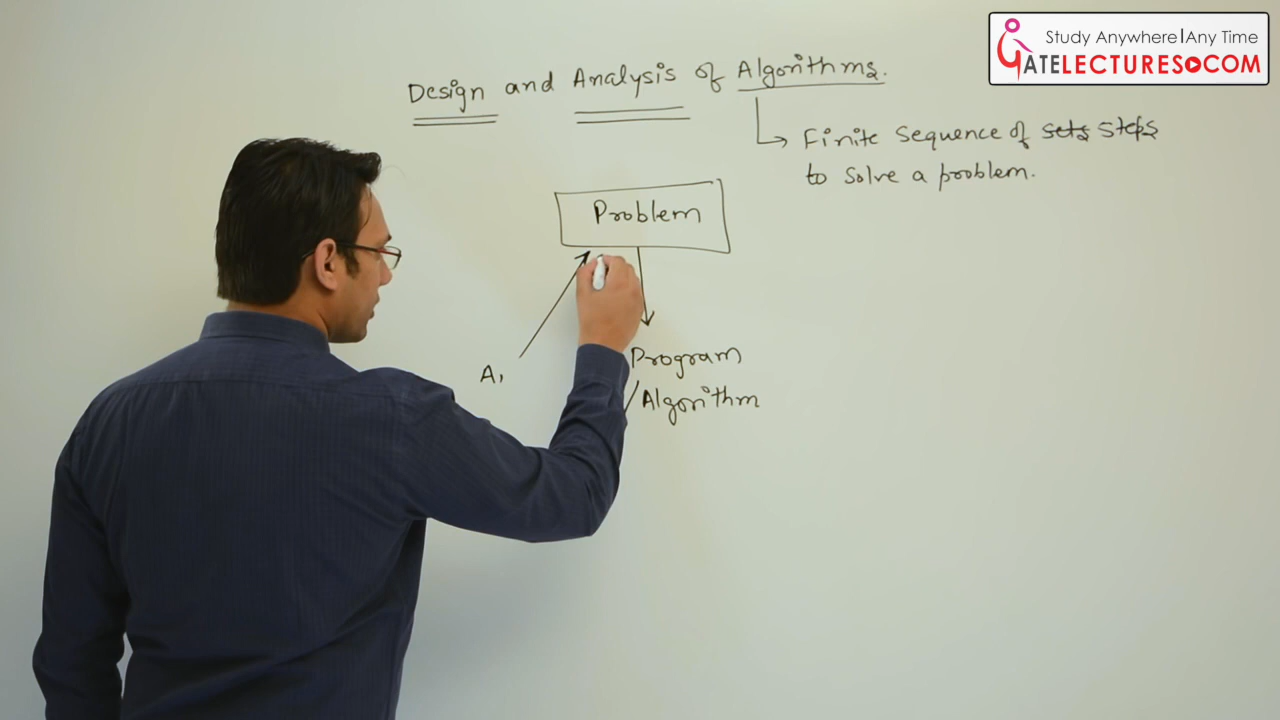 Study Anywhere|Any Time
GATELECTURES.COM
Design and Analysis of Algorithms.
Finite Sequence of sets steps
to solve a problem.
Problem
A1
Program
/Algorithm